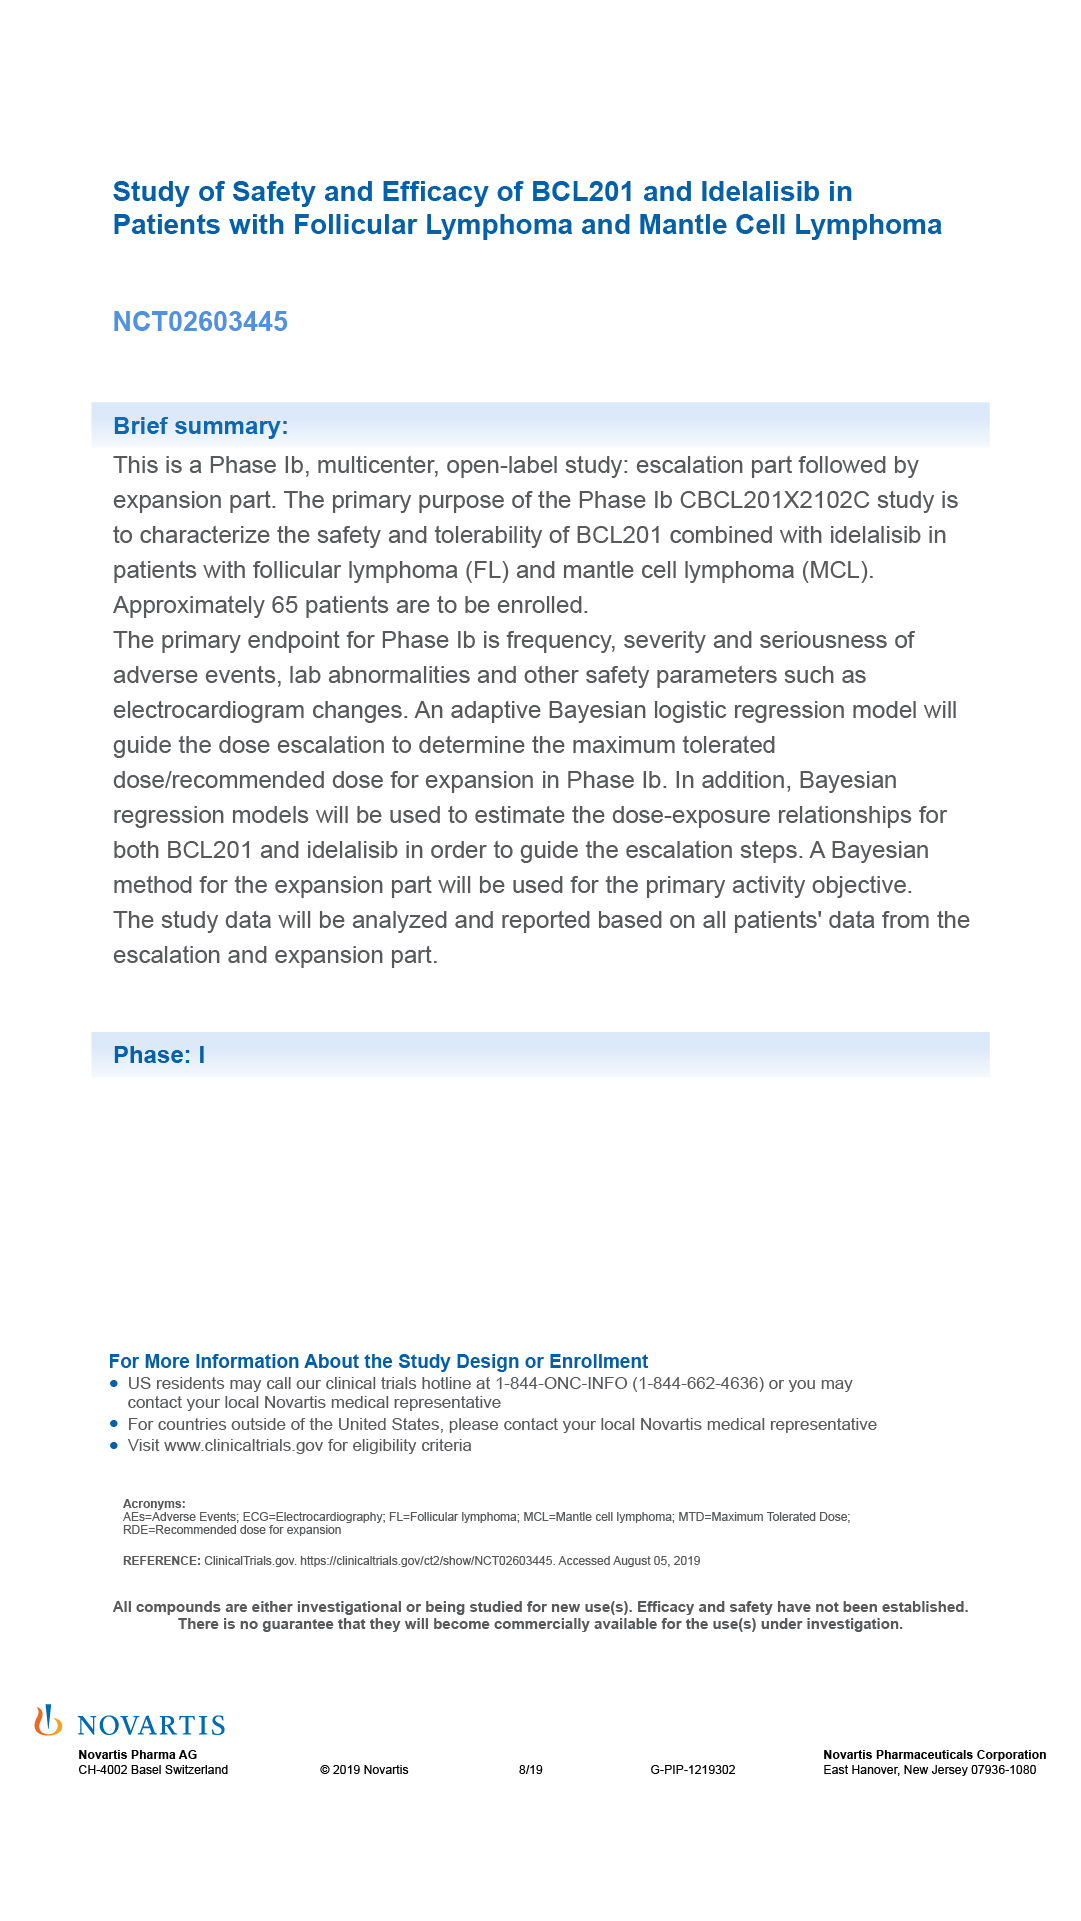 Study of Safety and Efficacy of BCL201 and Idelalisib in
Patients with Follicular Lymphoma and Mantle Cell Lymphoma
NCT02603445
Brief summary:
This is a Phase Ib, multicenter, open-label study: escalation part followed by
expansion part. The primary purpose of the Phase Ib CBCL201X2102C study is
to characterize the safety and tolerability of BCL201 combined with idelalisib in
patients with follicular lymphoma (FL) and mantle cell lymphoma (MCL).
Approximately 65 patients are to be enrolled.
The primary endpoint for Phase Ib is frequency, severity and seriousness of
adverse events, lab abnormalities and other safety parameters such as
electrocardiogram changes. An adaptive Bayesian logistic regression model will
guide the dose escalation to determine the maximum tolerated
dose/recommended dose for expansion in Phase Ib. In addition, Bayesian
regression models will be used to estimate the dose-exposure relationships for
both BCL201 and idelalisib in order to guide the escalation steps. A Bayesian
method for the expansion part will be used for the primary activity objective.
The study data will be analyzed and reported based on all patients' data from the
escalation and expansion part.
Phase: I
For More Information About the Study Design or Enrollment
● US residents may call our clinical trials hotline at 1-844-ONC-INFO (1-844-662-4636) or you may
contact your local Novartis medical representative
● For countries outside of the United States, please contact your local Novartis medical representative
● Visit www.clinicaltrials.gov for eligibility criteria
Acronyms:
AEs=Adverse Events; ECG=Electrocardiography; FL=Follicular lymphoma; MCL=Mantle cell lymphoma; MTD=Maximum Tolerated Dose;
RDE=Recommended dose for expansion
REFERENCE: ClinicalTrials.gov. https://clinicaltrials.gov/ct2/show/NCT02603445. Accessed August 05, 2019
All compounds are either investigational or being studied for new use(s). Efficacy and safety have not been established.
There is no guarantee that they will become commercially available for the use(s) under investigation.
NOVARTIS
Novartis Pharma AG Novartis Pharmaceuticals Corporation
CH-4002 Basel Switzerland © 2019 Novartis 8/19 G-PIP-1219302 East Hanover, New Jersey 07936-1080